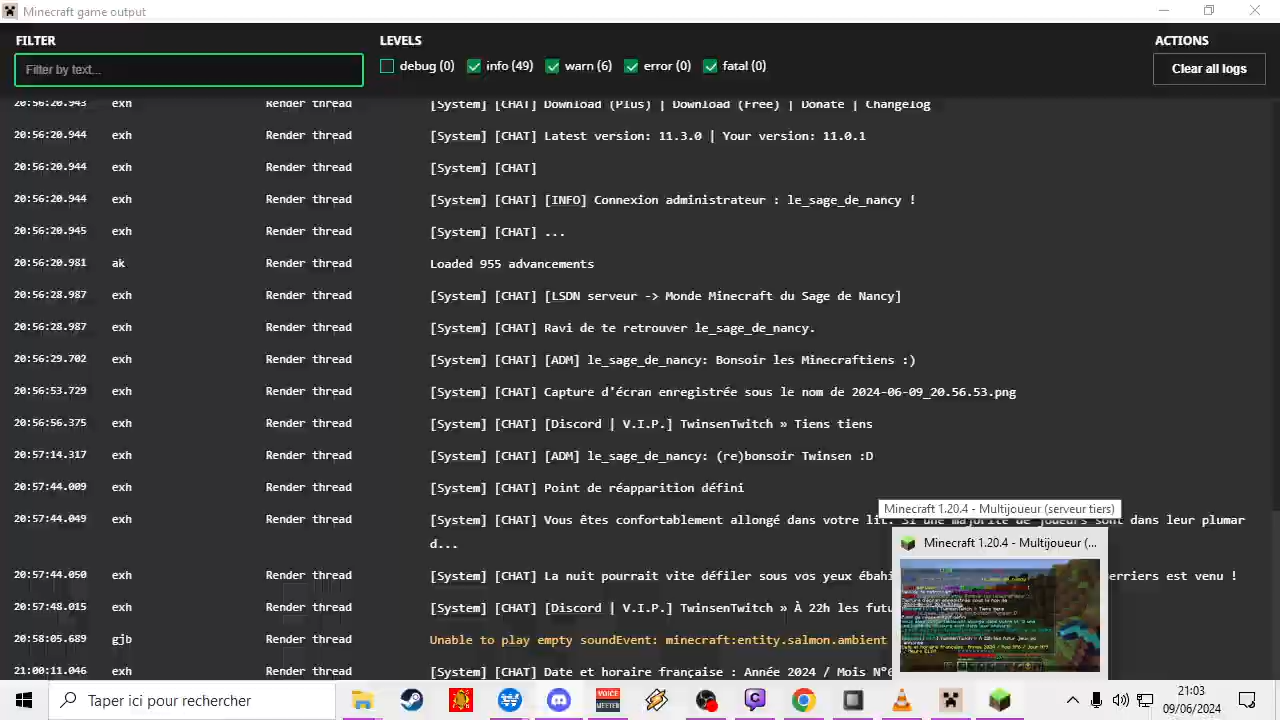 Minecraft game output
FILTER
LEVELS
ACTIONS
Filter by text...
debug (0)
info (49)
warn (6)
error (0)
fatal (0)
Clear all logs
20:56:20.943 exh Render thread [System] [CHAT] Download (Plus) | Download (Free) | Donate | Changelog
20:56:20.944 exh Render thread [System] [CHAT] Latest version: 11.3.0 | Your version: 11.0.1
20:56:20.944 exh Render thread [System] [CHAT]
20:56:20.944 exh Render thread [System] [CHAT] [INFO] Connexion administrateur : le_sage_de_nancy !
20:56:20.945 exh Render thread [System] [CHAT] ...
20:56:20.981 ak Render thread Loaded 955 advancements
20:56:28.987 exh Render thread [System] [CHAT] [LSDN serveur -> Monde Minecraft du Sage de Nancy]
20:56:28.987 exh Render thread [System] [CHAT] Ravi de te retrouver le_sage_de_nancy.
20:56:29.702 exh Render thread [System] [CHAT] [ADM] le_sage_de_nancy: Bonsoir les Minecraftiens :)
20:56:53.729 exh Render thread [System] [CHAT] Capture d'écran enregistrée sous le nom de 2024-06-09_20.56.53.png
20:56:56.375 exh Render thread [System] [CHAT] [Discord | V.I.P.] TwinsenTwitch » Tiens tiens
20:57:14.317 exh Render thread [System] [CHAT] [ADM] le_sage_de_nancy: (re)bonsoir Twinsen :D
20:57:44.009 exh Render thread [System] [CHAT] Point de réapparition défini
Minecraft 1.20.4 - Multijoueur (serveur tiers)
20:57:44.049 exh Render thread [System] [CHAT] Vous êtes confortablement allongé dans votre lit. Si une majorité de joueurs sont dans leur plumar
d...
Minecraft 1.20.4 - Multijoueur (...
20:57:44.050 exh Render thread [System] [CHAT] La nuit pourrait vite défiler sous vos yeux ébahi erriers est venu !
20:57:48.015 exh Render thread [System] [CHAT] [Discord | V.I.P.] TwinsenTwitch » À 22h les futu
20:58:05.689 gjb Unable to play empty soundEvent: minecraft:entity.salmon.ambient
21:00:11.046 exh Render thread [System] [CHAT] Date et horaire française : Année 2024 / Mois N°6
Taper ici pour rechercher
VOICE
MEETER
21:03
09/06/2024